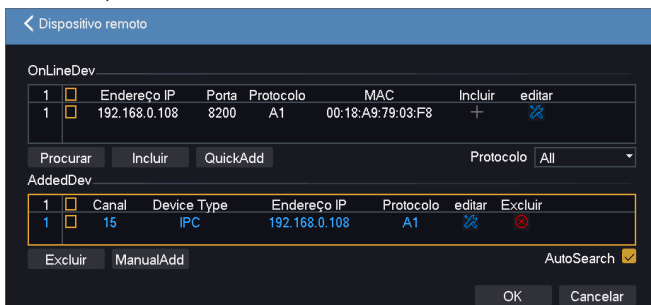 Dispositivo remoto
OnLineDev
1 Endereço IP Porta Protocolo MAC Incluir editar
1 192.168.0.108 8200 A1 00:18:A9:79:03:F8
Procurar Incluir QuickAdd Protocolo All
AddedDev
1 Canal Device Type Endereço IP Protocolo editar Excluir
1 15 IPC 192.168.0.108 A1
Excluir ManualAdd AutoSearch
OK Cancelar